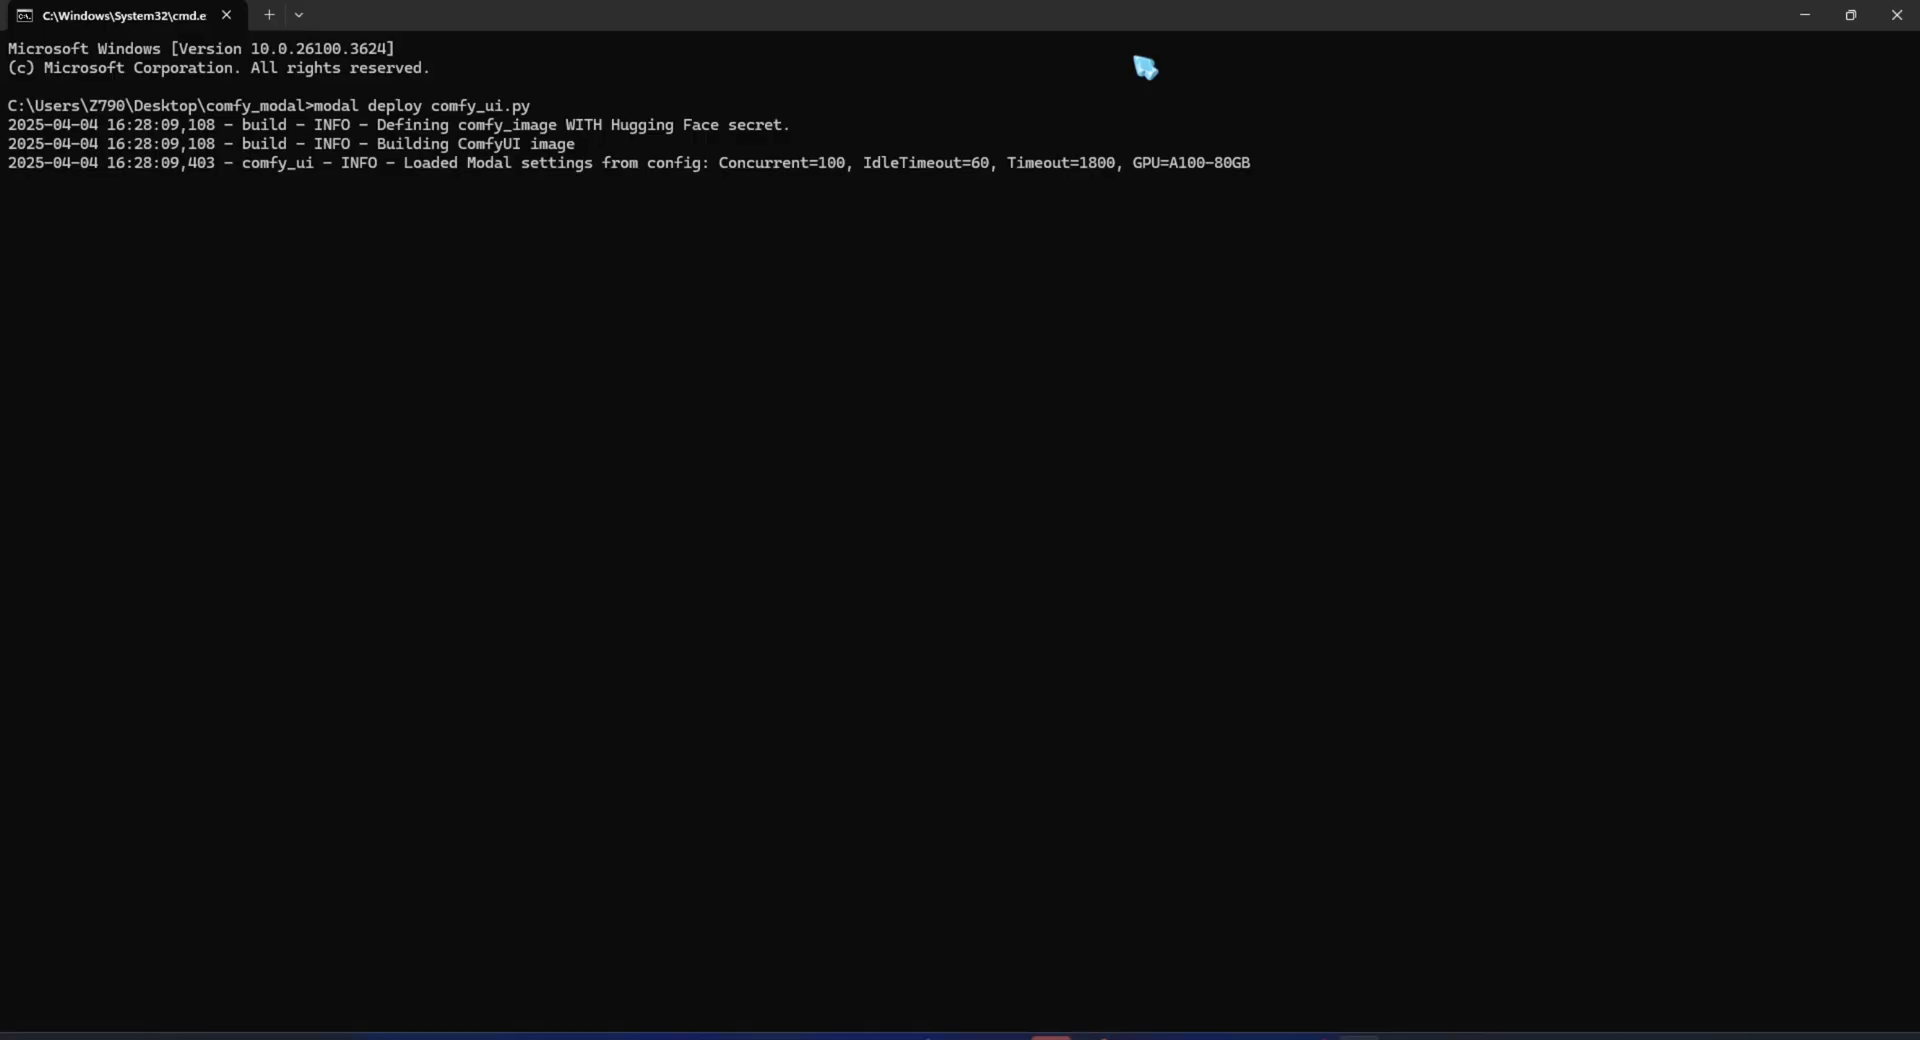 C:\Windows\System32\cmd.e
Microsoft Windows [Version 10.0.26100.3624]
(c) Microsoft Corporation. All rights reserved.
C:\Users\Z790\Desktop\comfy_modal>modal deploy comfy_ui.py
2025-04-04 16:28:09,108 - build - INFO - Defining comfy_image WITH Hugging Face secret.
2025-04-04 16:28:09,108 - build - INFO - Building ComfyUI image
2025-04-04 16:28:09,403 - comfy_ui - INFO - Loaded Modal settings from config: Concurrent=100, IdleTimeout=60, Timeout=1800, GPU=A100-80GB